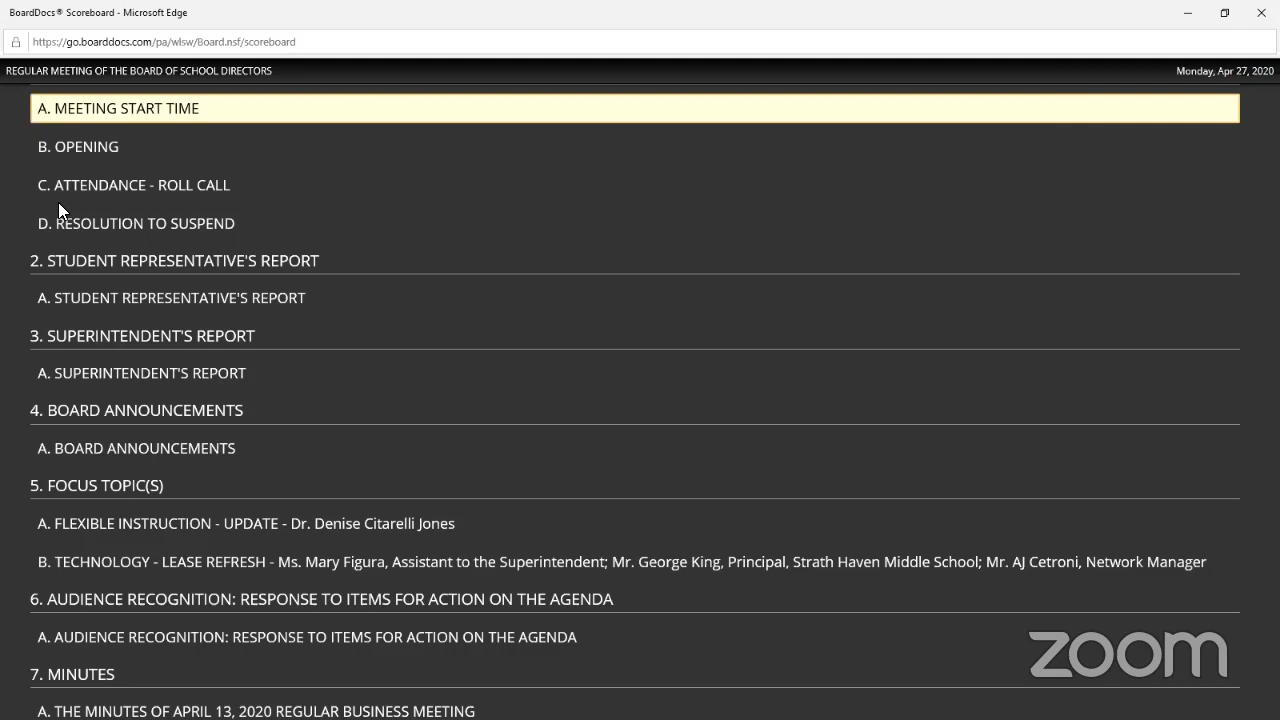 BoardDocs® Scoreboard - Microsoft Edge
https://go.boarddocs.com/pa/wlsw/Board.nsf/scoreboard
REGULAR MEETING OF THE BOARD OF SCHOOL DIRECTORS
Monday, Apr 27, 2020
A. MEETING START TIME
B. OPENING
C. ATTENDANCE - ROLL CALL
D. RESOLUTION TO SUSPEND
2. STUDENT REPRESENTATIVE'S REPORT
A. STUDENT REPRESENTATIVE'S REPORT
3. SUPERINTENDENT'S REPORT
A. SUPERINTENDENT'S REPORT
4. BOARD ANNOUNCEMENTS
A. BOARD ANNOUNCEMENTS
5. FOCUS TOPIC(S)
A. FLEXIBLE INSTRUCTION - UPDATE - Dr. Denise Citarelli Jones
B. TECHNOLOGY - LEASE REFRESH - Ms. Mary Figura, Assistant to the Superintendent; Mr. George King, Principal, Strath Haven Middle School; Mr. AJ Cetroni, Network Manager
6. AUDIENCE RECOGNITION: RESPONSE TO ITEMS FOR ACTION ON THE AGENDA
A. AUDIENCE RECOGNITION: RESPONSE TO ITEMS FOR ACTION ON THE AGENDA
zoom
7. MINUTES
A. THE MINUTES OF APRIL 13, 2020 REGULAR BUSINESS MEETING